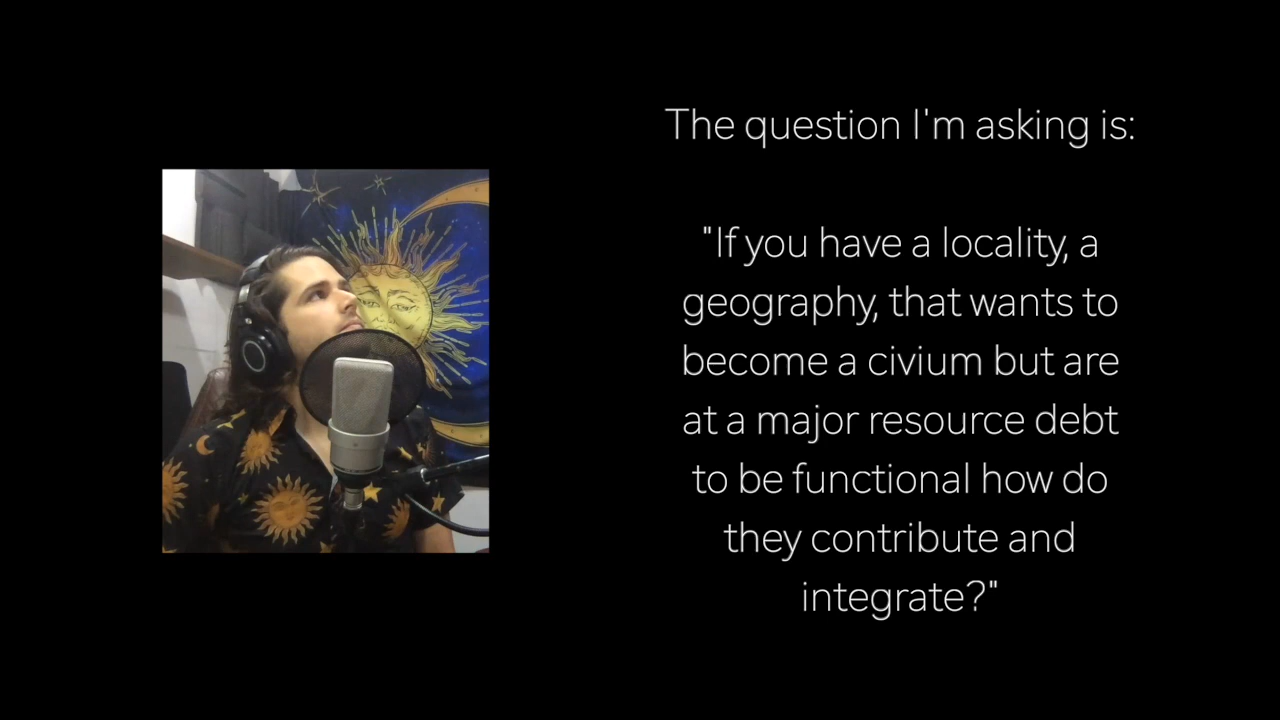 The question I'm asking is:
"If you have a locality, a
geography, that wants to
become a civium but are
at a major resource debt
to be functional how do
they contribute and
integrate?"